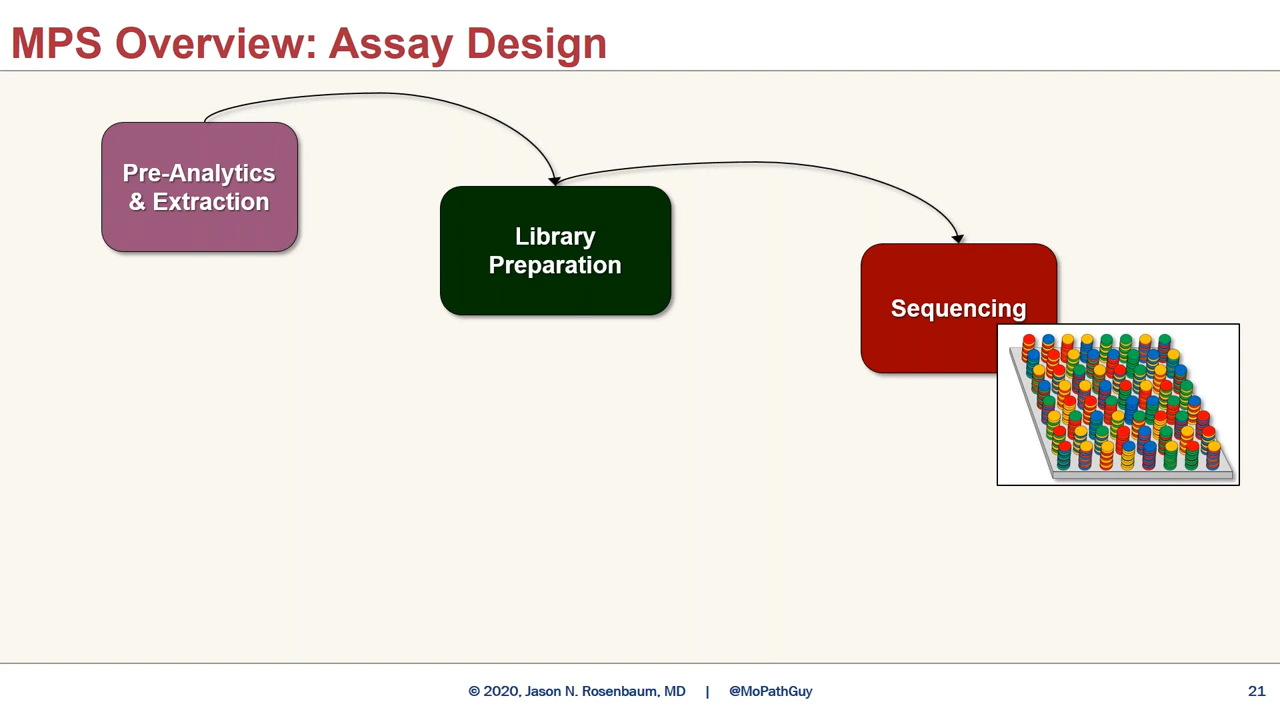 MPS Overview: Assay Design
Pre-Analytics
& Extraction
Library
Preparation
Sequencing
© 2020, Jason N. Rosenbaum, MD | @MoPathGuy
21